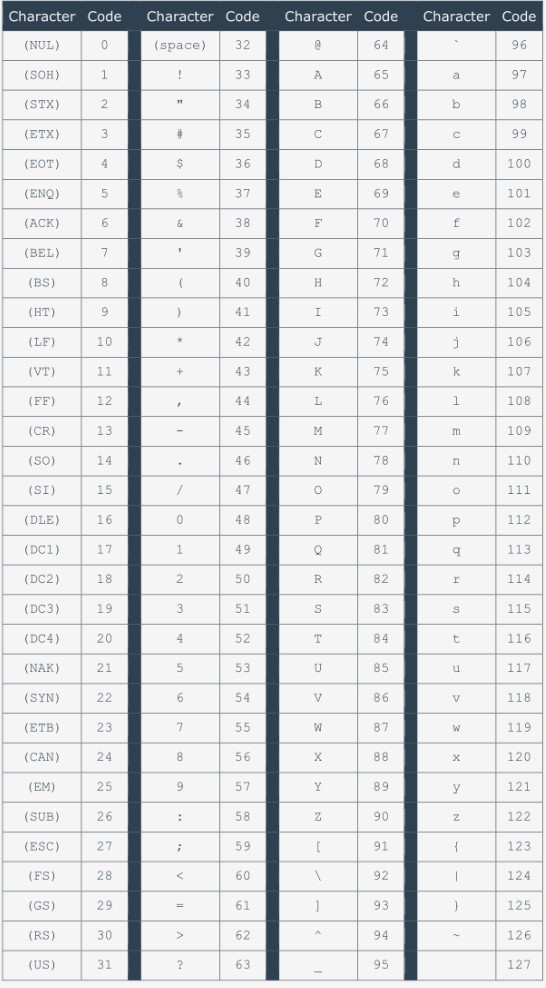 Character Code Character Code Character Code Character Code
(NUL) 0 (space) 32 @ 64 ` 96
(SOH) 1 ! 33 A 65 a 97
(STX) 2 " 34 B 66 b 98
(ETX) 3 # 35 C 67 c 99
(EOT) 4 $ 36 D 68 d 100
(ENQ) 5 % 37 E 69 e 101
(ACK) 6 & 38 F 70 f 102
(BEL) 7 ' 39 G 71 g 103
(BS) 8 ( 40 H 72 h 104
(HT) 9 ) 41 I 73 i 105
(LF) 10 * 42 J 74 j 106
(VT) 11 + 43 K 75 k 107
(FF) 12 , 44 L 76 l 108
(CR) 13 - 45 M 77 m 109
(SO) 14 . 46 N 78 n 110
(SI) 15 / 47 O 79 o 111
(DLE) 16 0 48 P 80 p 112
(DC1) 17 1 49 Q 81 q 113
(DC2) 18 2 50 R 82 r 114
(DC3) 19 3 51 S 83 s 115
(DC4) 20 4 52 T 84 t 116
(NAK) 21 5 53 U 85 u 117
(SYN) 22 6 54 V 86 v 118
(ETB) 23 7 55 W 87 w 119
(CAN) 24 8 56 X 88 x 120
(EM) 25 9 57 Y 89 y 121
(SUB) 26 : 58 Z 90 z 122
(ESC) 27 ; 59 [ 91 { 123
(FS) 28 < 60 \ 92 | 124
(GS) 29 = 61 ] 93 } 125
(RS) 30 > 62 ^ 94 ~ 126
(US) 31 ? 63 _ 95 127